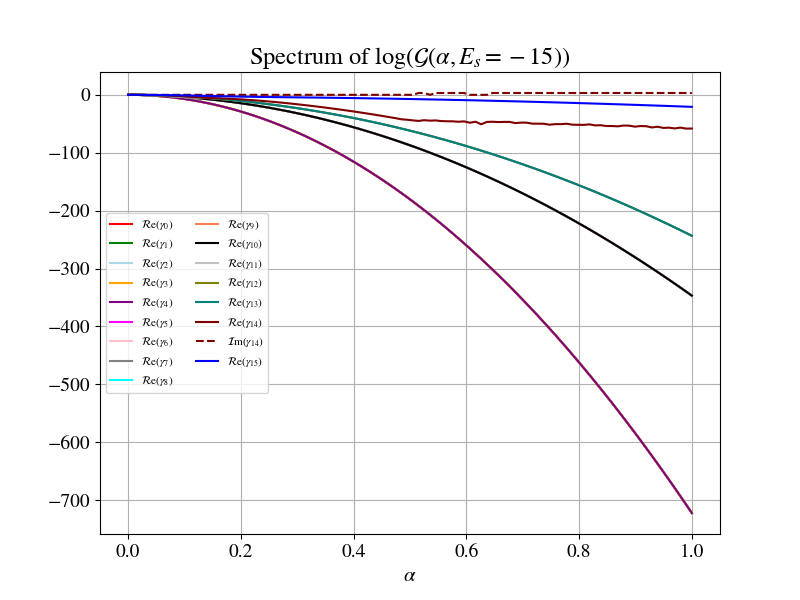 Spectrum of log(𝒢(α, E_s = −15))
0
−100
−200
−300
−400
−500
−600
−700
ℛe(γ₀)
ℛe(γ₁)
ℛe(γ₂)
ℛe(γ₃)
ℛe(γ₄)
ℛe(γ₅)
ℛe(γ₆)
ℛe(γ₇)
ℛe(γ₈)
ℛe(γ₉)
ℛe(γ₁₀)
ℛe(γ₁₁)
ℛe(γ₁₂)
ℛe(γ₁₃)
ℛe(γ₁₄)
ℐm(γ₁₄)
ℛe(γ₁₅)
0.0 0.2 0.4 0.6 0.8 1.0
α